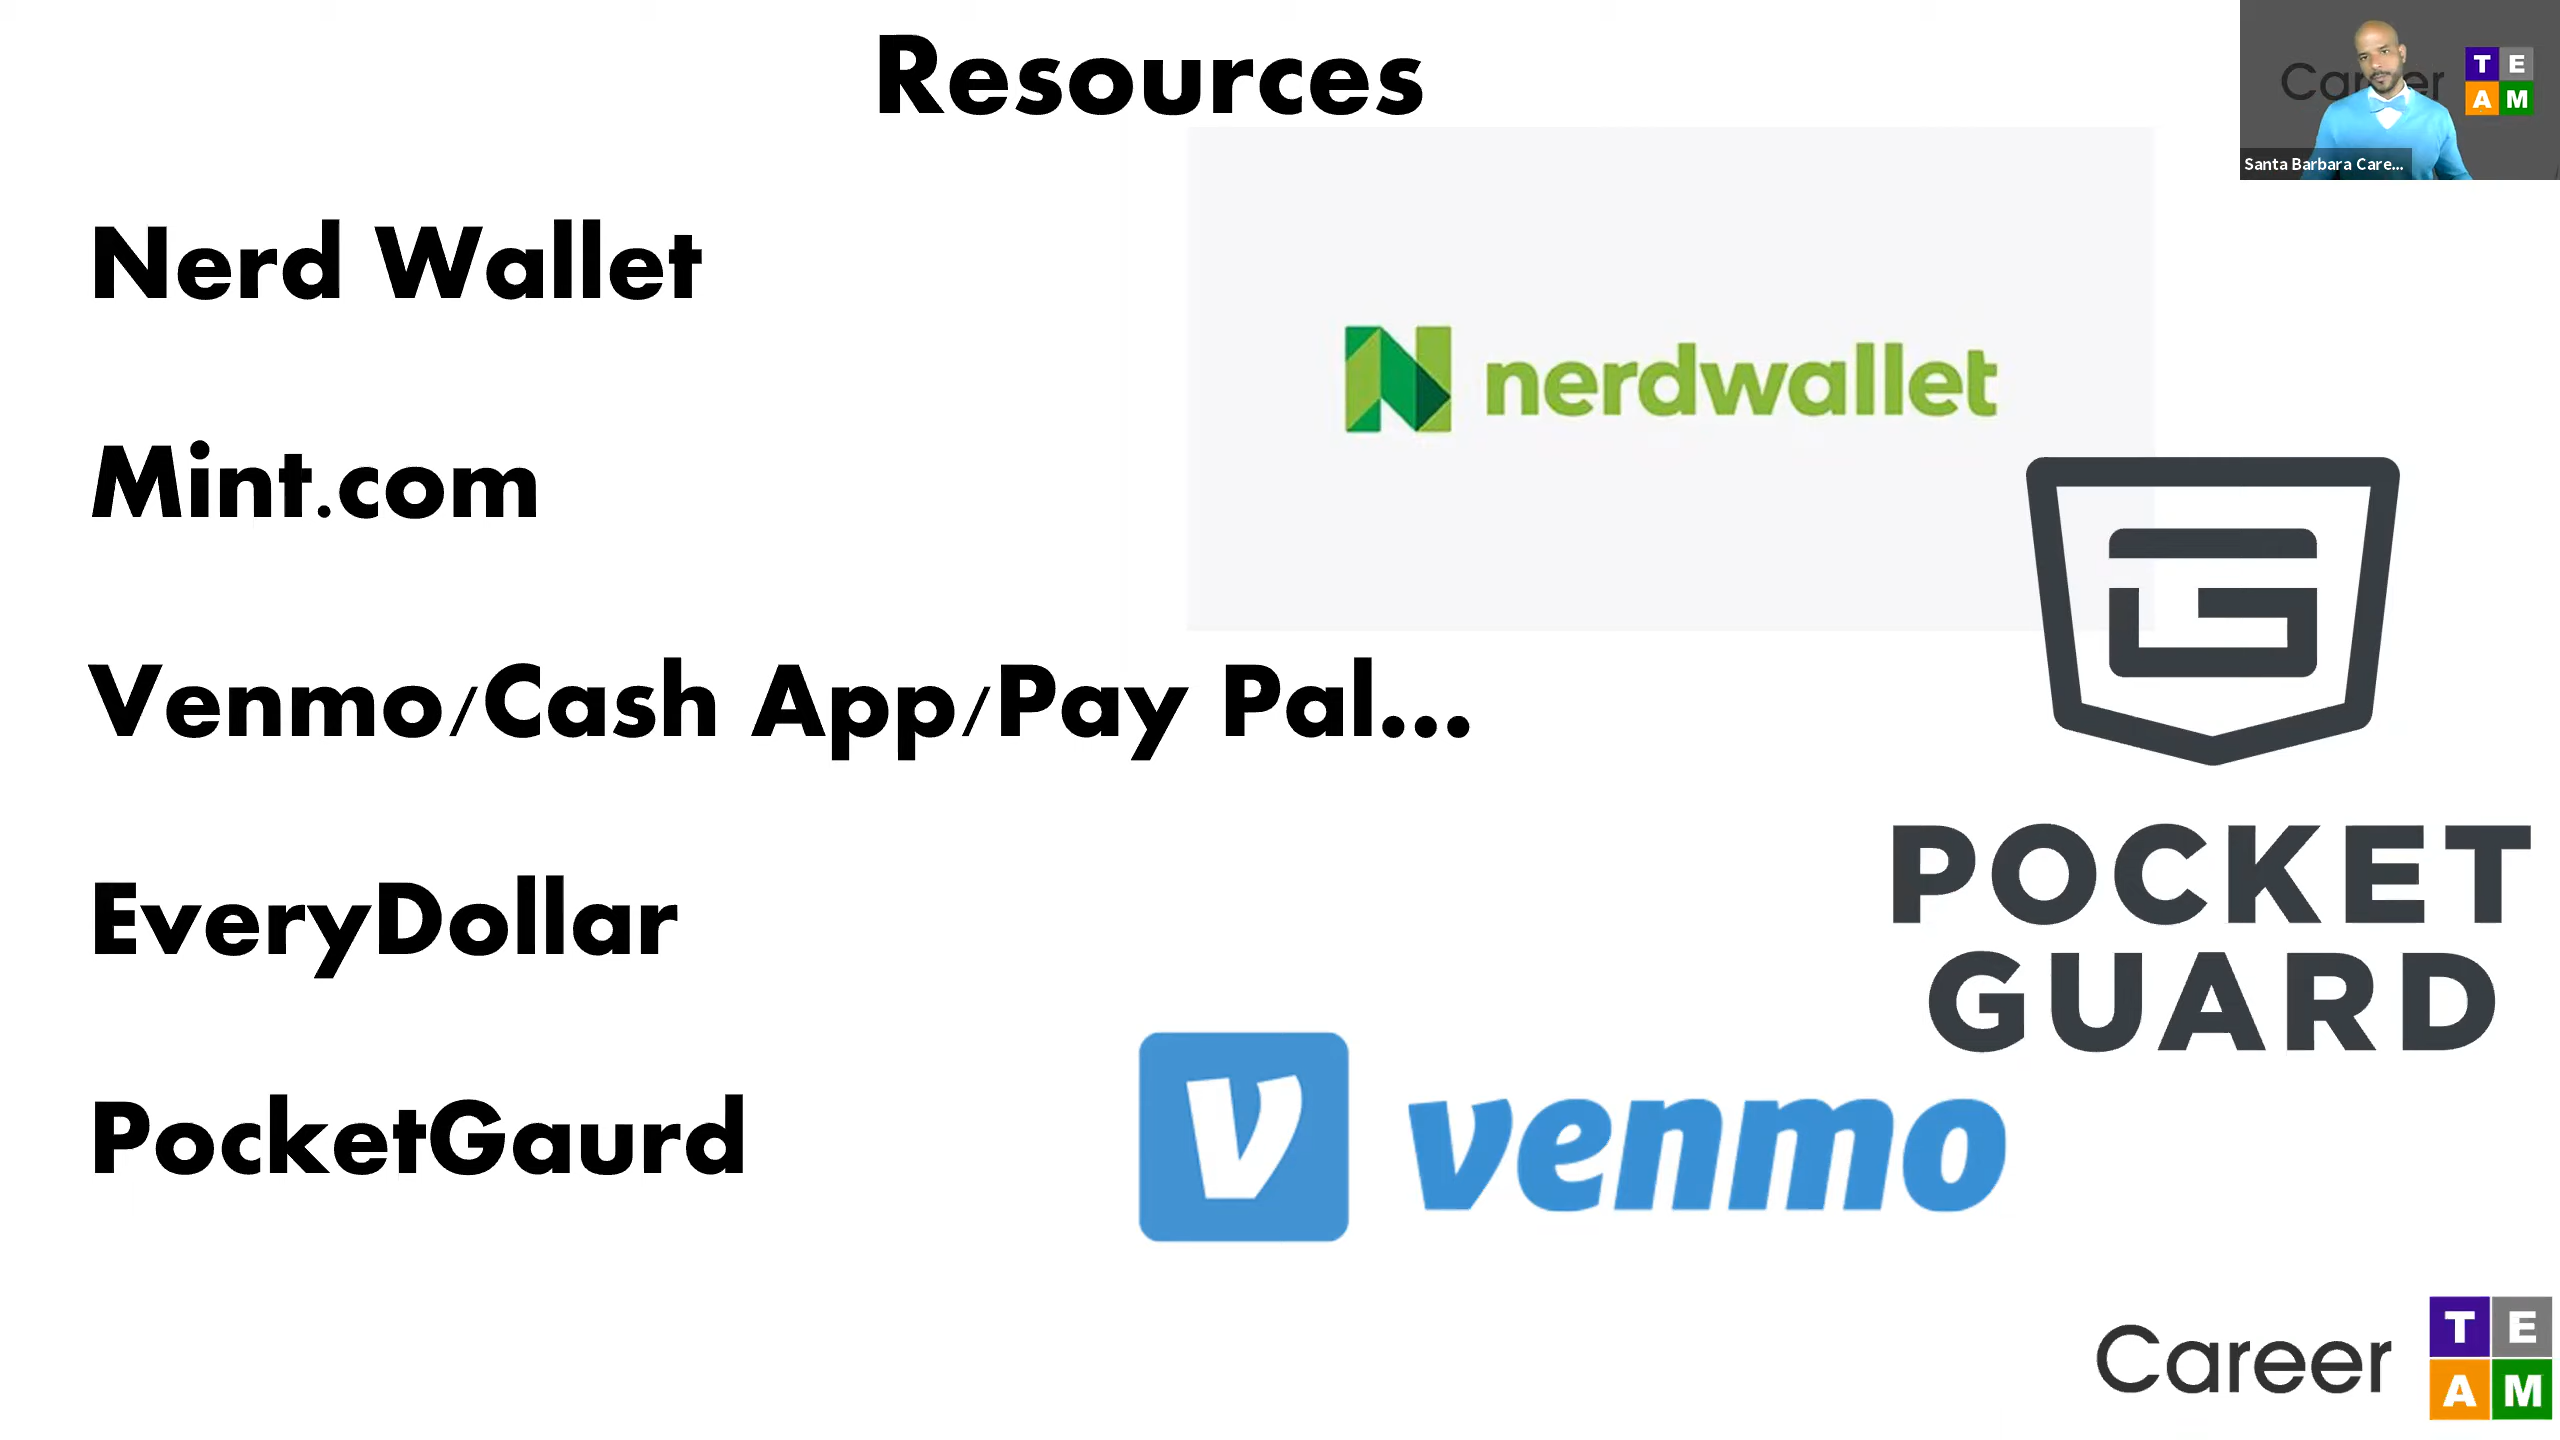 Resources
Career
T E
A M
Santa Barbara Care...
Nerd Wallet
nerdwallet
Mint.com
Venmo/Cash App/Pay Pal...
G
POCKET
GUARD
EveryDollar
PocketGaurd
V venmo
Career
T E
A M